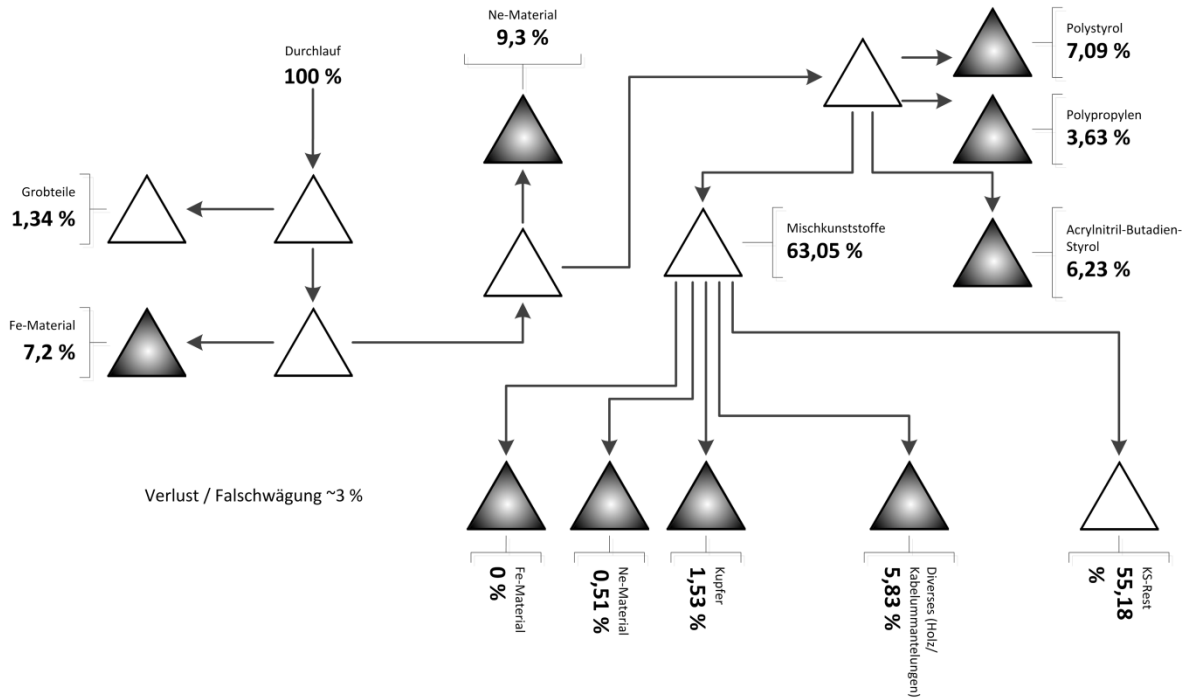 Durchlauf
100 %
Grobteile
1,34 %
Fe-Material
7,2 %
Ne-Material
9,3 %
Polystyrol
7,09 %
Polypropylen
3,63 %
Mischkunststoffe
63,05 %
Acrylnitril-Butadien-
Styrol
6,23 %
Verlust / Falschwägung ~3 %
Fe-Material
0 %
Ne-Material
0,51 %
Kupfer
1,53 %
Diverses (Holz/
Kabelummantelungen)
5,83 %
KS-Rest
55,18
%